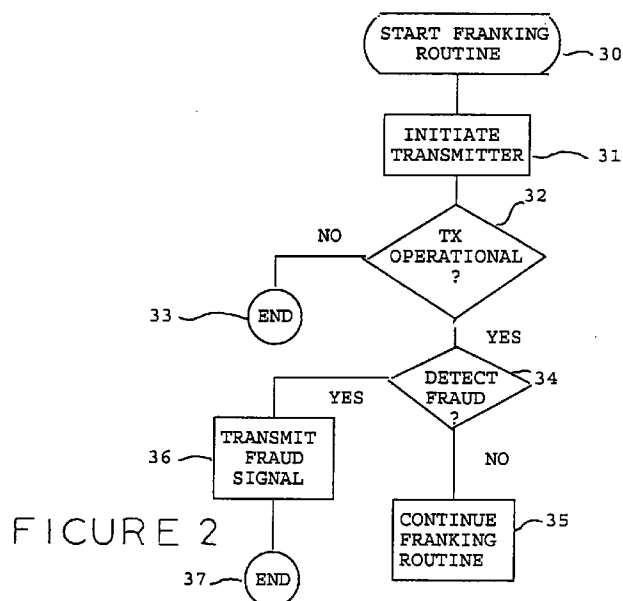 START FRANKING
ROUTINE
30
INITIATE
TRANSMITTER
31
32
TX
OPERATIONAL
?
NO
33
END
YES
34
DETECT
FRAUD
?
YES
36
TRANSMIT
FRAUD
SIGNAL
NO
35
CONTINUE
FRANKING
ROUTINE
FICURE 2
37
END